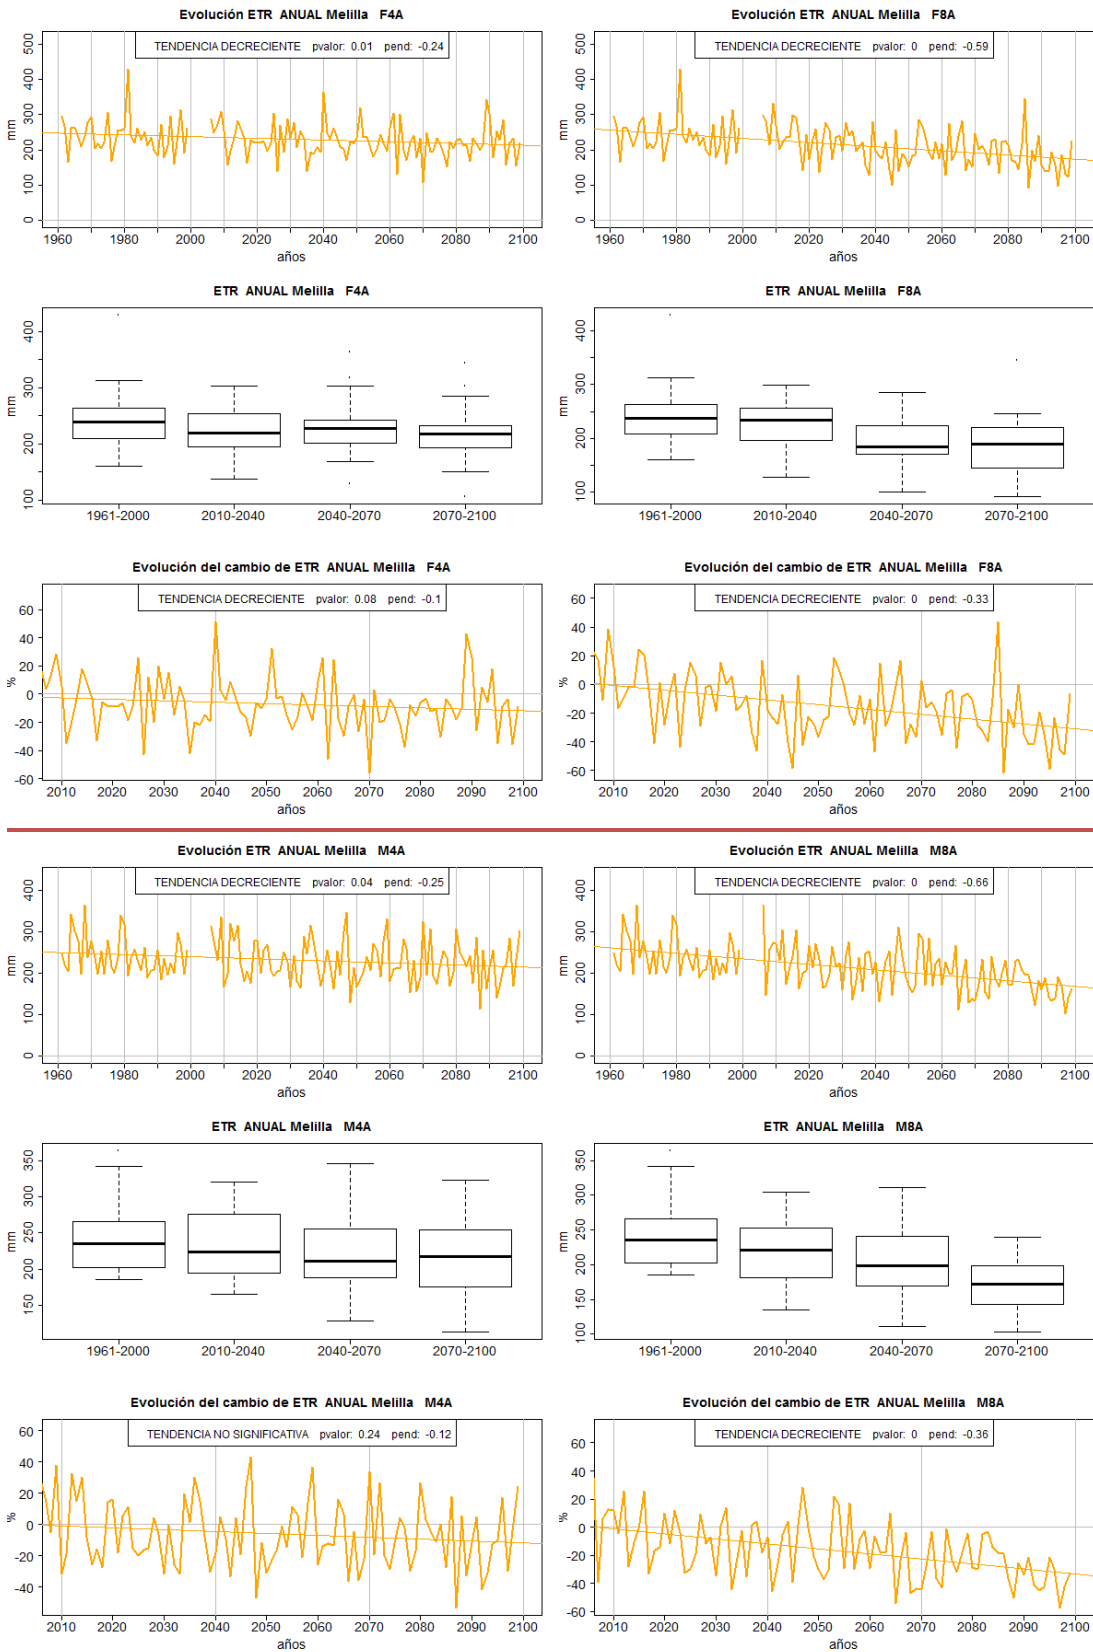 Evolución ETR ANUAL Melilla F4A
TENDENCIA DECRECIENTE pvalor: 0.01 pend: -0.24
mm
0 100 200 300 400 500
1960 1980 2000 2020 2040 2060 2080 2100
años
Evolución ETR ANUAL Melilla F8A
TENDENCIA DECRECIENTE pvalor: 0 pend: -0.59
mm
0 100 200 300 400 500
1960 1980 2000 2020 2040 2060 2080 2100
años
ETR ANUAL Melilla F4A
mm
100 200 300 400
1961-2000 2010-2040 2040-2070 2070-2100
ETR ANUAL Melilla F8A
mm
100 200 300 400
1961-2000 2010-2040 2040-2070 2070-2100
Evolución del cambio de ETR ANUAL Melilla F4A
TENDENCIA DECRECIENTE pvalor: 0.08 pend: -0.1
%
60
40
20
0
-20
-40
-60
2010 2020 2030 2040 2050 2060 2070 2080 2090 2100
años
Evolución del cambio de ETR ANUAL Melilla F8A
TENDENCIA DECRECIENTE pvalor: 0 pend: -0.33
%
60
40
20
0
-20
-40
-60
2010 2020 2030 2040 2050 2060 2070 2080 2090 2100
años
Evolución ETR ANUAL Melilla M4A
TENDENCIA DECRECIENTE pvalor: 0.04 pend: -0.25
mm
0 100 200 300 400
1960 1980 2000 2020 2040 2060 2080 2100
años
Evolución ETR ANUAL Melilla M8A
TENDENCIA DECRECIENTE pvalor: 0 pend: -0.66
mm
0 100 200 300 400
1960 1980 2000 2020 2040 2060 2080 2100
años
ETR ANUAL Melilla M4A
mm
150 200 250 300 350
1961-2000 2010-2040 2040-2070 2070-2100
ETR ANUAL Melilla M8A
mm
100 150 200 250 300 350
1961-2000 2010-2040 2040-2070 2070-2100
Evolución del cambio de ETR ANUAL Melilla M4A
TENDENCIA NO SIGNIFICATIVA pvalor: 0.24 pend: -0.12
%
60
40
20
0
-20
-40
2010 2020 2030 2040 2050 2060 2070 2080 2090 2100
años
Evolución del cambio de ETR ANUAL Melilla M8A
TENDENCIA DECRECIENTE pvalor: 0 pend: -0.36
%
60
40
20
0
-20
-40
-60
2010 2020 2030 2040 2050 2060 2070 2080 2090 2100
años